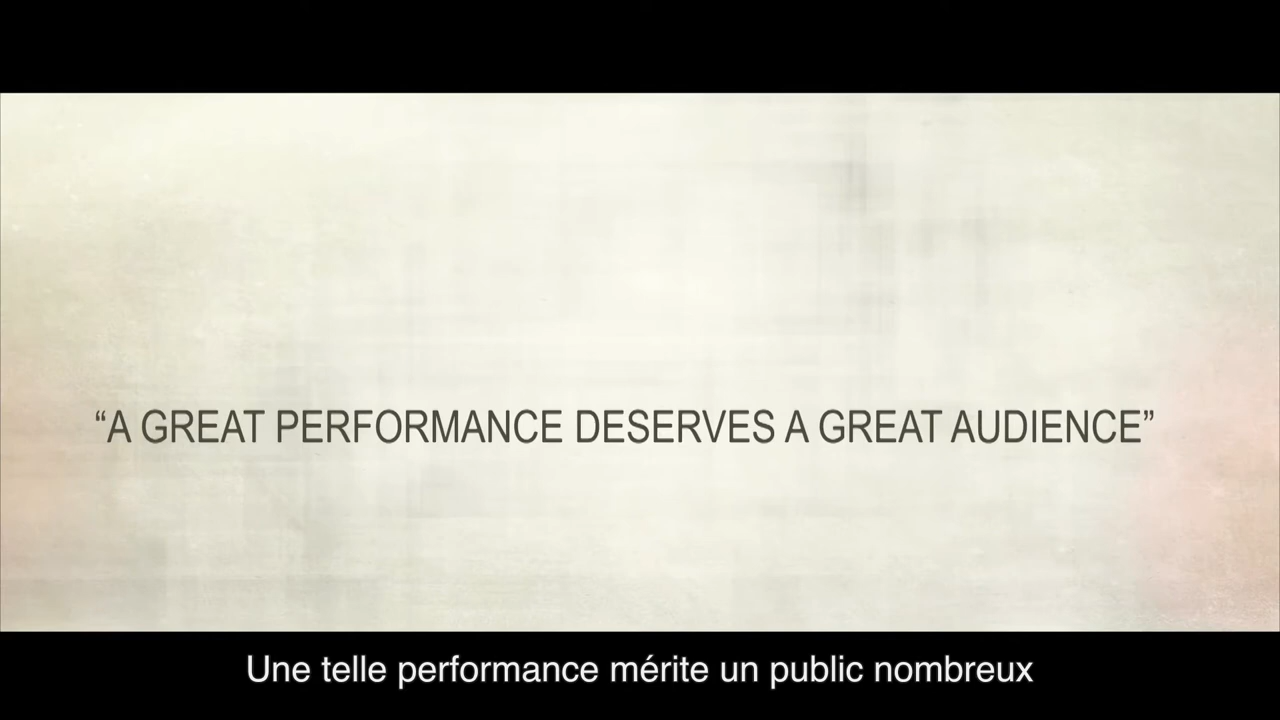 “A GREAT PERFORMANCE DESERVES A GREAT AUDIENCE”
Une telle performance mérite un public nombreux